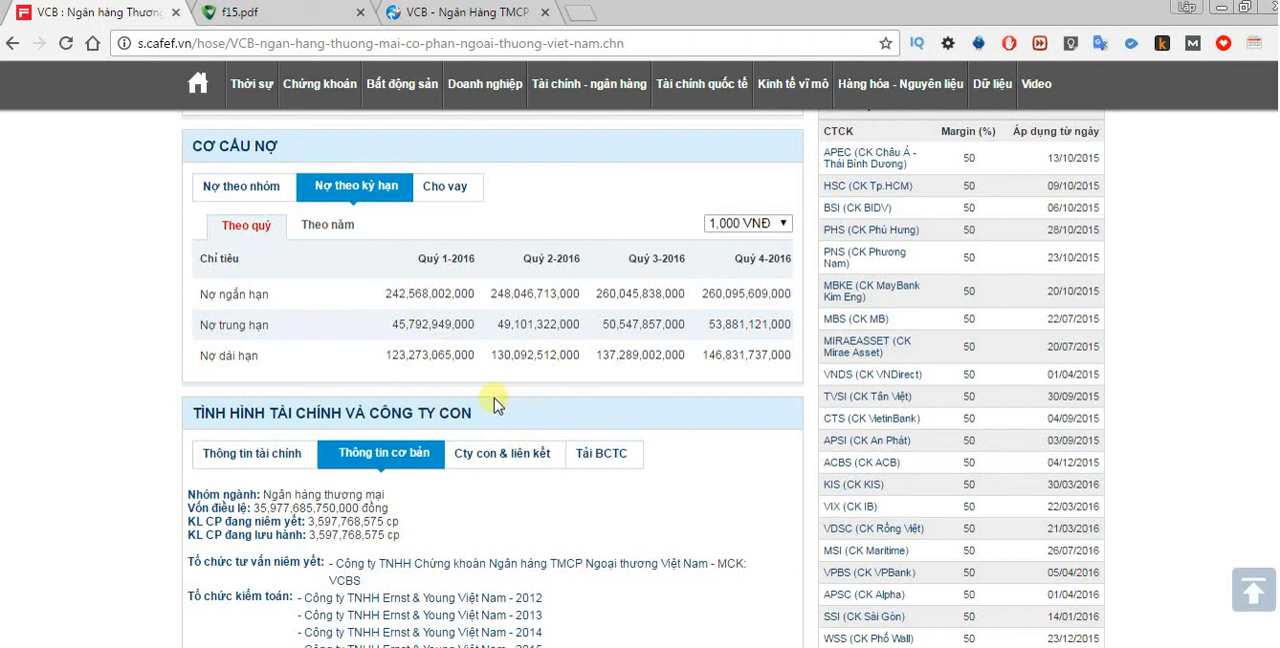 VCB : Ngân hàng Thương
f15.pdf
VCB - Ngân Hàng TMCP
Lập
s.cafef.vn/hose/VCB-ngan-hang-thuong-mai-co-phan-ngoai-thuong-viet-nam.chn
Thời sự Chứng khoán Bất động sản Doanh nghiệp Tài chính - ngân hàng Tài chính quốc tế Kinh tế vĩ mô Hàng hóa - Nguyên liệu Dữ liệu Video
CƠ CẤU NỢ
Nợ theo nhóm Nợ theo kỳ hạn Cho vay
Theo quý Theo năm 1,000 VNĐ
Chỉ tiêu Quý 1-2016 Quý 2-2016 Quý 3-2016 Quý 4-2016
Nợ ngắn hạn 242,568,002,000 248,046,713,000 260,045,838,000 260,095,609,000
Nợ trung hạn 45,792,949,000 49,101,322,000 50,547,857,000 53,881,121,000
Nợ dài hạn 123,273,065,000 130,092,512,000 137,289,002,000 146,831,737,000
TÌNH HÌNH TÀI CHÍNH VÀ CÔNG TY CON
Thông tin tài chính Thông tin cơ bản Cty con & liên kết Tải BCTC
Nhóm ngành: Ngân hàng thương mại
Vốn điều lệ: 35,977,685,750,000 đồng
KL CP đang niêm yết: 3,597,768,575 cp
KL CP đang lưu hành: 3,597,768,575 cp
Tổ chức tư vấn niêm yết: - Công ty TNHH Chứng khoán Ngân hàng TMCP Ngoại thương Việt Nam - MCK:
VCBS
Tổ chức kiểm toán: - Công ty TNHH Ernst & Young Việt Nam - 2012
- Công ty TNHH Ernst & Young Việt Nam - 2013
- Công ty TNHH Ernst & Young Việt Nam - 2014
- Công ty TNHH Ernst & Young Việt Nam - 2015
CTCK Margin (%) Áp dụng từ ngày
APEC (CK Châu Á -
Thái Bình Dương) 50 13/10/2015
HSC (CK Tp.HCM) 50 09/10/2015
BSI (CK BIDV) 50 06/10/2015
PHS (CK Phú Hưng) 50 28/10/2015
PNS (CK Phương
Nam) 50 23/10/2015
MBKE (CK MayBank
Kim Eng) 50 20/10/2015
MBS (CK MB) 50 22/07/2015
MIRAEASSET (CK
Mirae Asset) 50 20/07/2015
VNDS (CK VNDirect) 50 01/04/2015
TVSI (CK Tân Việt) 50 30/09/2015
CTS (CK VietinBank) 50 04/09/2015
APSI (CK An Phát) 50 03/09/2015
ACBS (CK ACB) 50 04/12/2015
KIS (CK KIS) 50 30/03/2016
VIX (CK IB) 50 22/03/2016
VDSC (CK Rồng Việt) 50 21/03/2016
MSI (CK Maritime) 50 26/07/2016
VPBS (CK VPBank) 50 05/04/2016
APSC (CK Alpha) 50 01/04/2016
SSI (CK Sài Gòn) 50 14/01/2016
WSS (CK Phố Wall) 50 23/12/2015